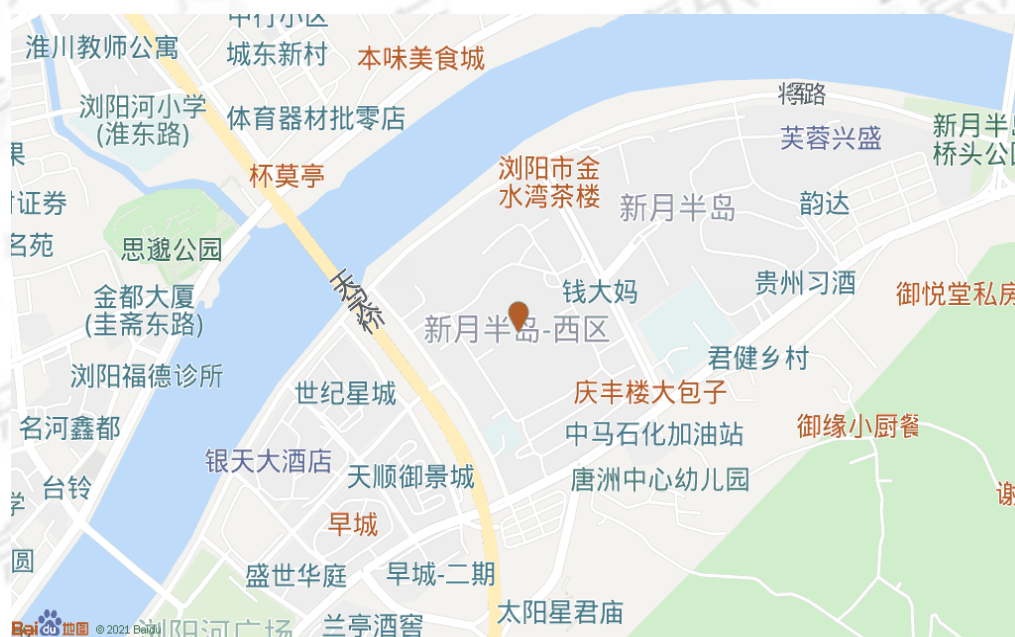 中行小区
淮川教师公寓
城东新村
本味美食城
浏阳河小学
(淮东路)
体育器材批零店
将军路
芙蓉兴盛
新月半岛
桥头公园
果
杯莫亭
浏阳市金
水湾茶楼
新月半岛
韵达
证券
名苑
思邈公园
天马大桥
金都大厦
(圭斋东路)
钱大妈
贵州习酒
御悦堂私房
新月半岛-西区
君健乡村
浏阳福德诊所
世纪星城
庆丰楼大包子
名河鑫都
中马石化加油站
御缘小厨餐
银天大酒店
天顺御景城
唐洲中心幼儿园
台铃
学
谢
早城
圆
盛世华庭
早城-二期
太阳星君庙
兰亭酒窖
浏阳河广场
Bai du 地图 © 2021 Baidu